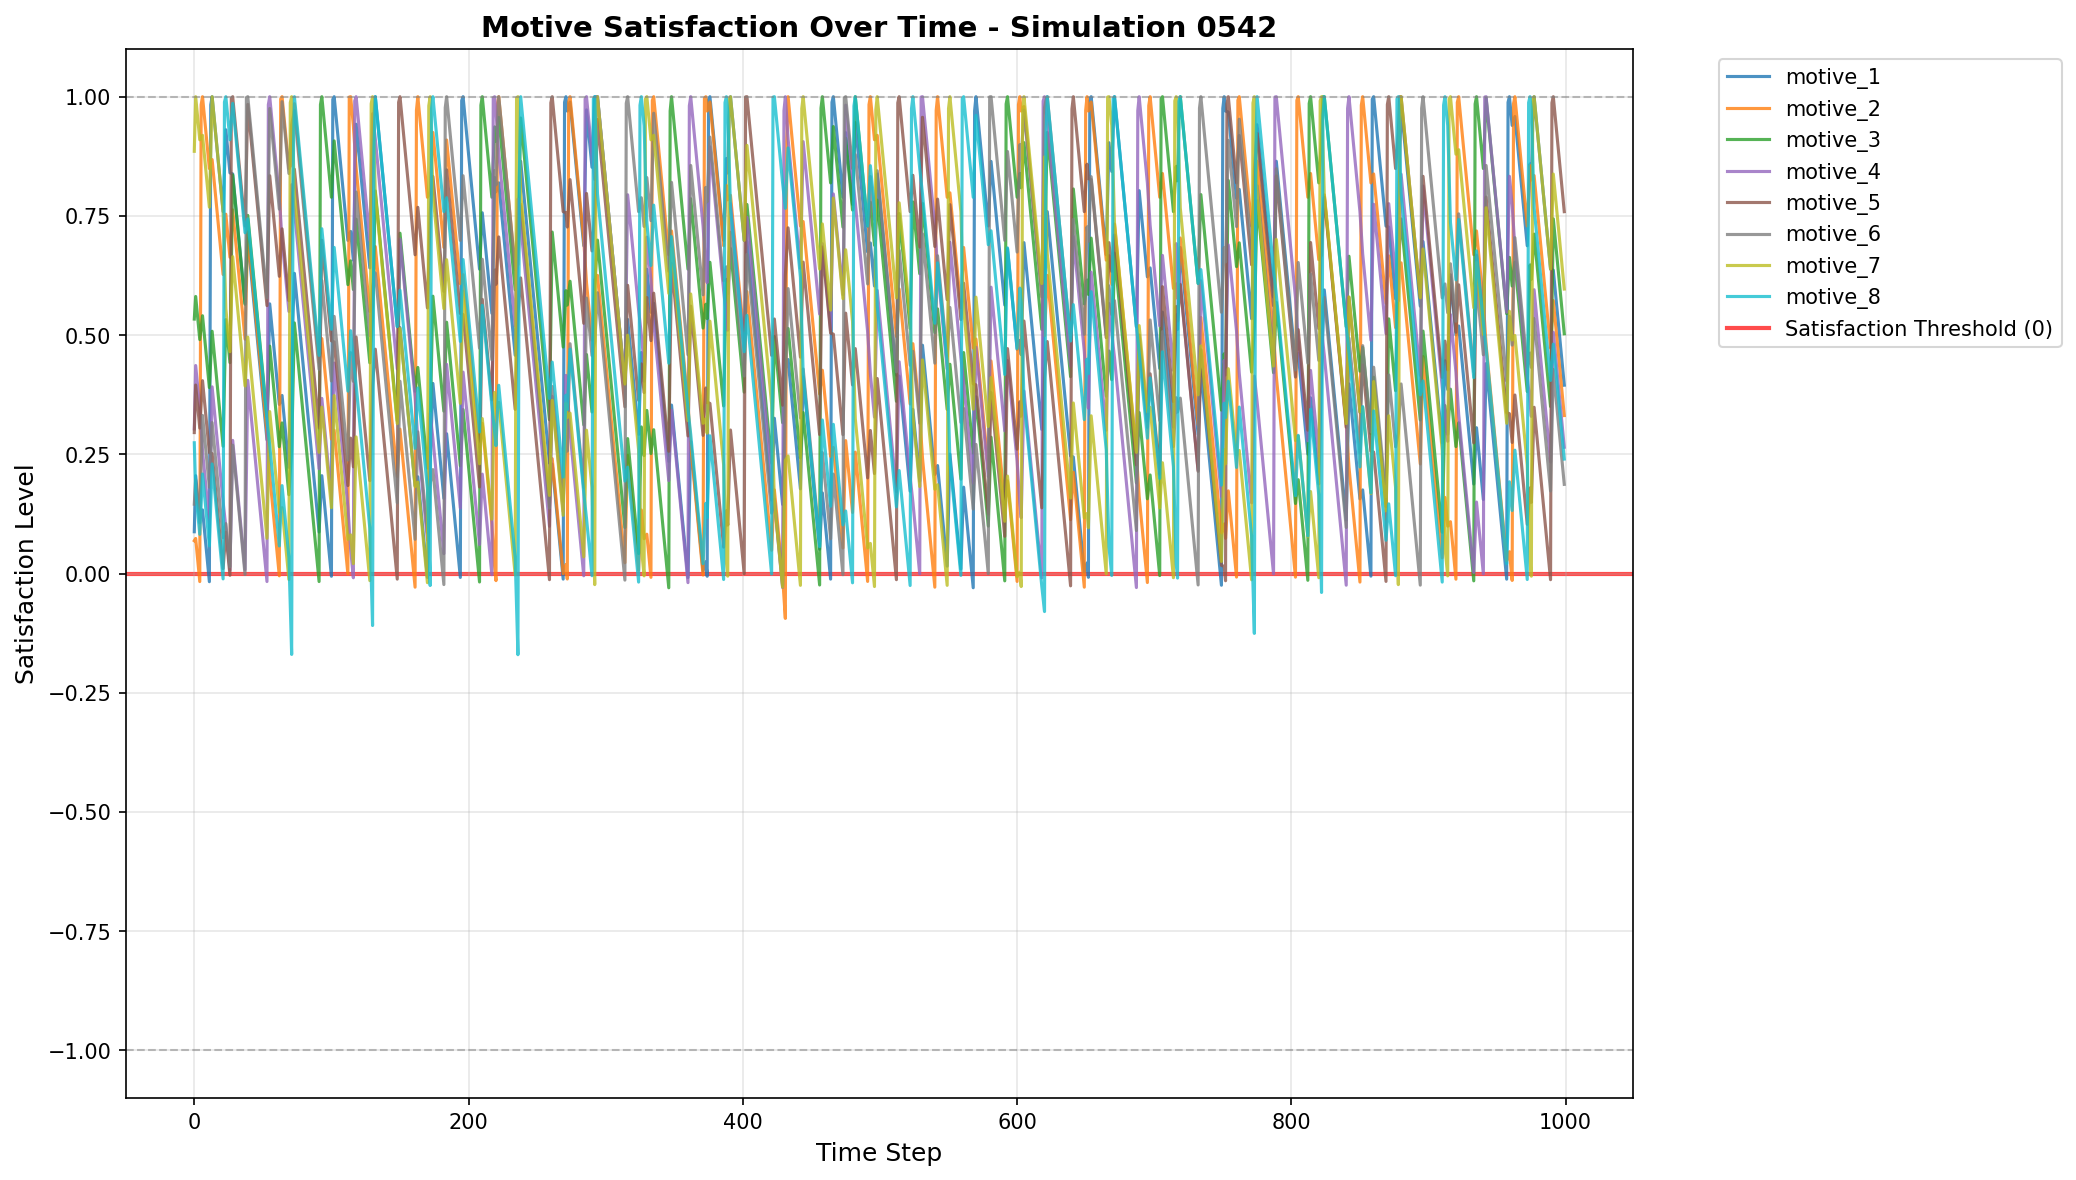 Motive Satisfaction Over Time - Simulation 0542
motive_1
motive_2
motive_3
motive_4
motive_5
motive_6
motive_7
motive_8
Satisfaction Threshold (0)
Satisfaction Level
1.00
0.75
0.50
0.25
0.00
−0.25
−0.50
−0.75
−1.00
0 200 400 600 800 1000
Time Step